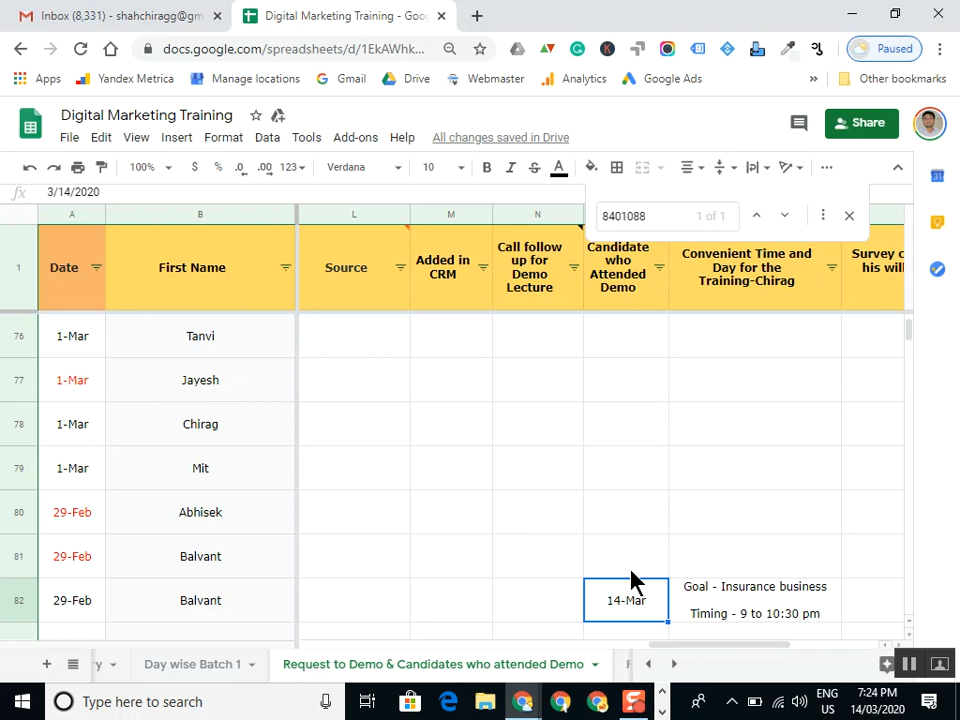 Inbox (8,331) - shahchiragg@gm
Digital Marketing Training - Goo
docs.google.com/spreadsheets/d/1EkAWhk...
Paused
Apps
Yandex Metrica
Manage locations
Gmail
Drive
Webmaster
Analytics
Google Ads
»
Other bookmarks
Digital Marketing Training
File Edit View Insert Format Data Tools Add-ons Help All changes saved in Drive
Share
100% $ % .0 .00 123 Verdana 10 B I S A
fx 3/14/2020
8401088 1 of 1
A B L M N
1 Date First Name Source
Added in
CRM
Call follow
up for
Demo
Lecture
Candidate
who
Attended
Demo
Convenient Time and
Day for the
Training-Chirag
Survey c
his will
76 1-Mar Tanvi
77 1-Mar Jayesh
78 1-Mar Chirag
79 1-Mar Mit
80 29-Feb Abhisek
81 29-Feb Balvant
82 29-Feb Balvant 14-Mar
Goal - Insurance business
Timing - 9 to 10:30 pm
ry
Day wise Batch 1
Request to Demo & Candidates who attended Demo
Type here to search
ENG
US
7:24 PM
14/03/2020